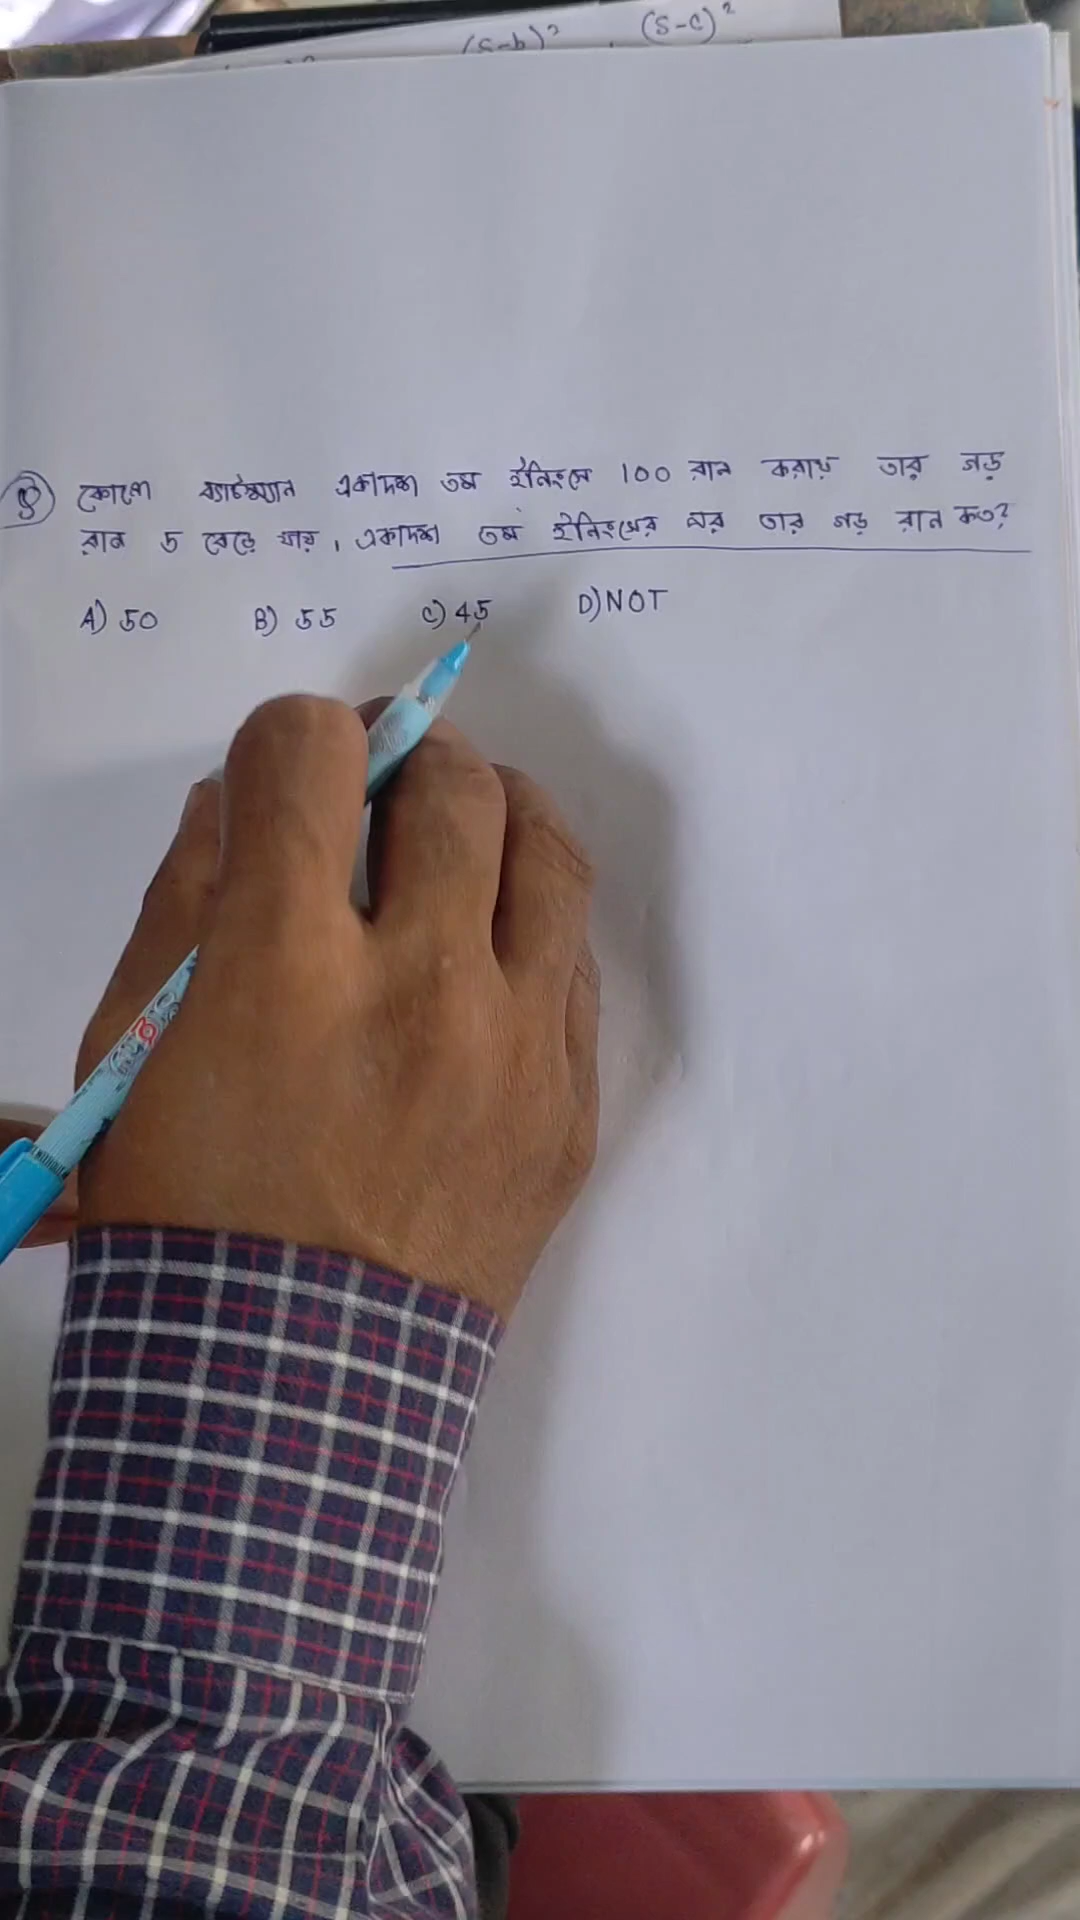 (s-b)² (s-c)²
Q কোনো ব্যাটসম্যান একাদশ তম ইনিংসে 100 রান করায় তার গড়
রান 5 বেড়ে যায়, একাদশ তম ইনিংসের পর তার গড় রান কত?
A) 50 B) 55 C) 45 D) NOT